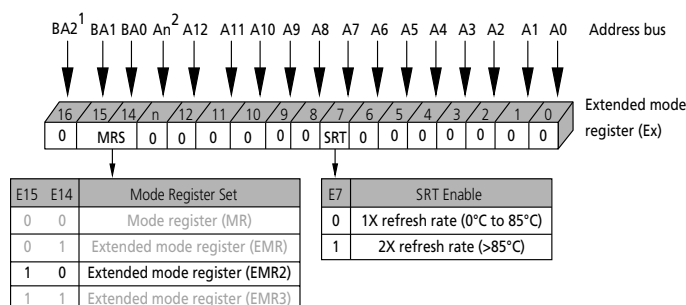 BA2¹ BA1 BA0 An² A12 A11 A10 A9 A8 A7 A6 A5 A4 A3 A2 A1 A0 Address bus
16 15 14 n 12 11 10 9 8 7 6 5 4 3 2 1 0 Extended mode
0 MRS 0 0 0 0 0 0 SRT 0 0 0 0 0 0 0 register (Ex)
E15 E14 Mode Register Set
0 0 Mode register (MR)
0 1 Extended mode register (EMR)
1 0 Extended mode register (EMR2)
1 1 Extended mode register (EMR3)
E7 SRT Enable
0 1X refresh rate (0°C to 85°C)
1 2X refresh rate (>85°C)